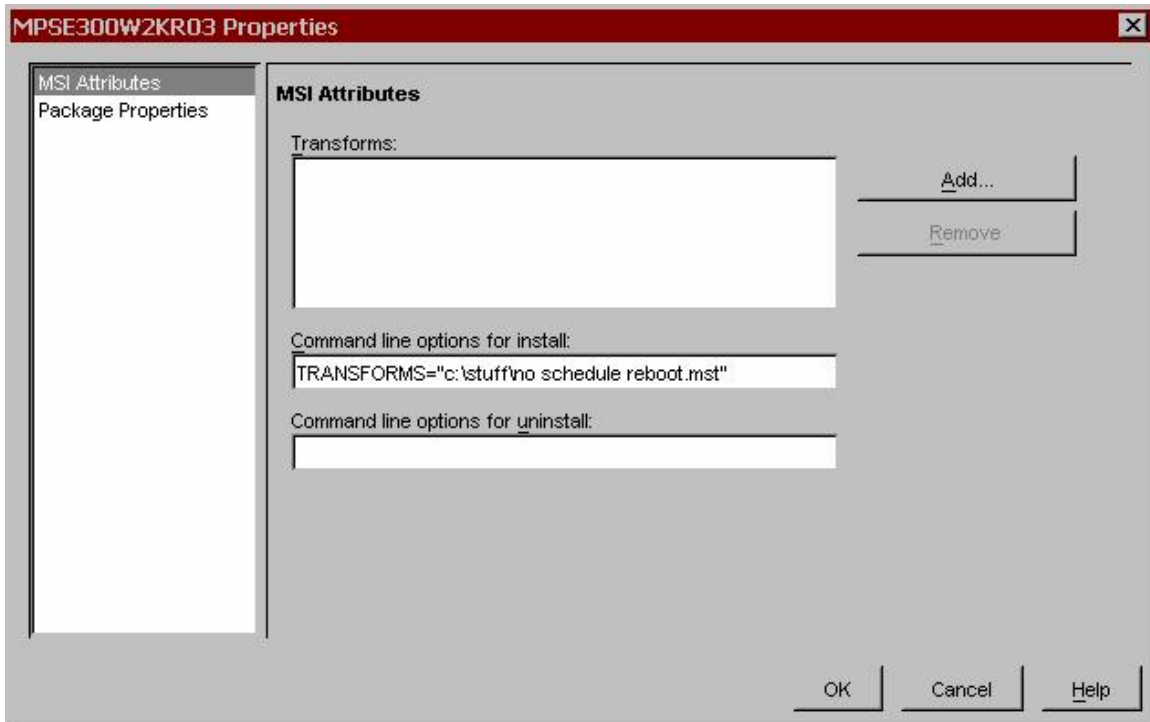 MPSE300W2KR03 Properties
MSI Attributes
Package Properties
MSI Attributes
Transforms:
Add...
Remove
Command line options for install:
TRANSFORMS="c:\stuff\no schedule reboot.mst"
Command line options for uninstall:
OK
Cancel
Help